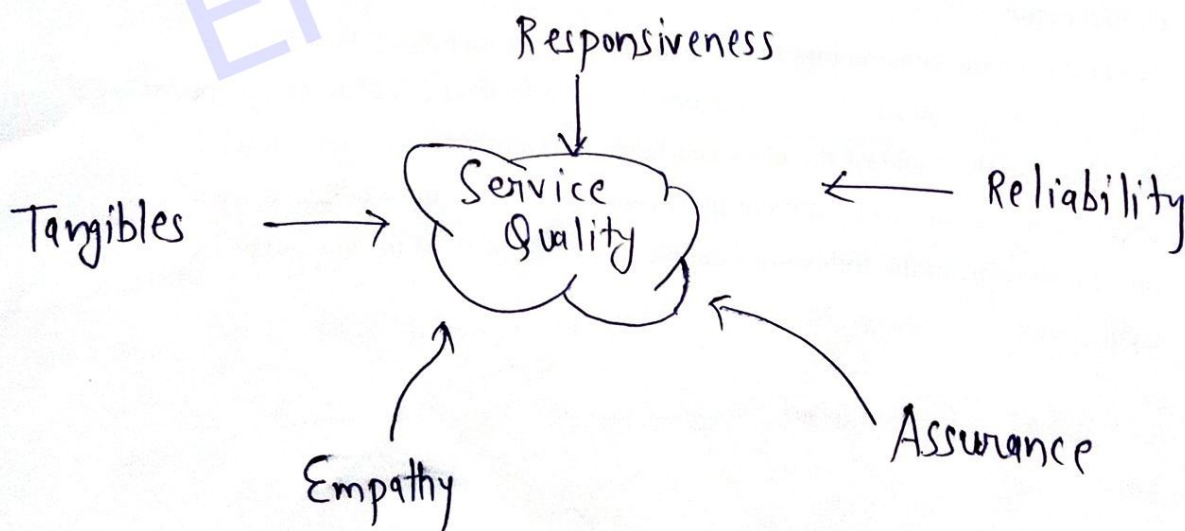 Responsiveness
Service
Quality
Tangibles
Reliability
Empathy
Assurance